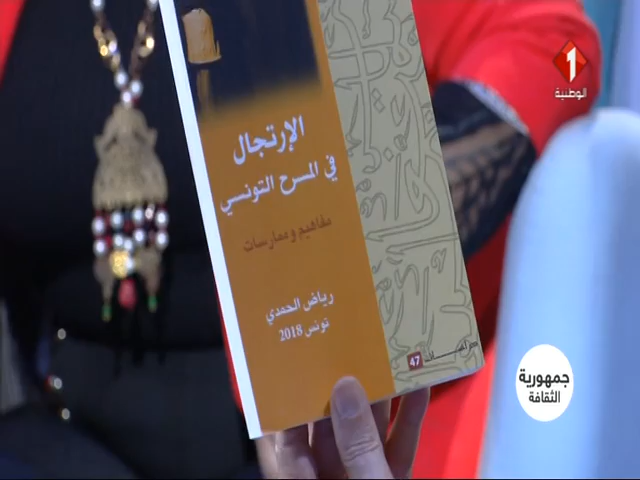 الإرتجال
في المسرح التونسي
مفاهيم وممارسات
رياض الحمدي
تونس 2018
47
1
الوطنية
جمهورية
الثقافة